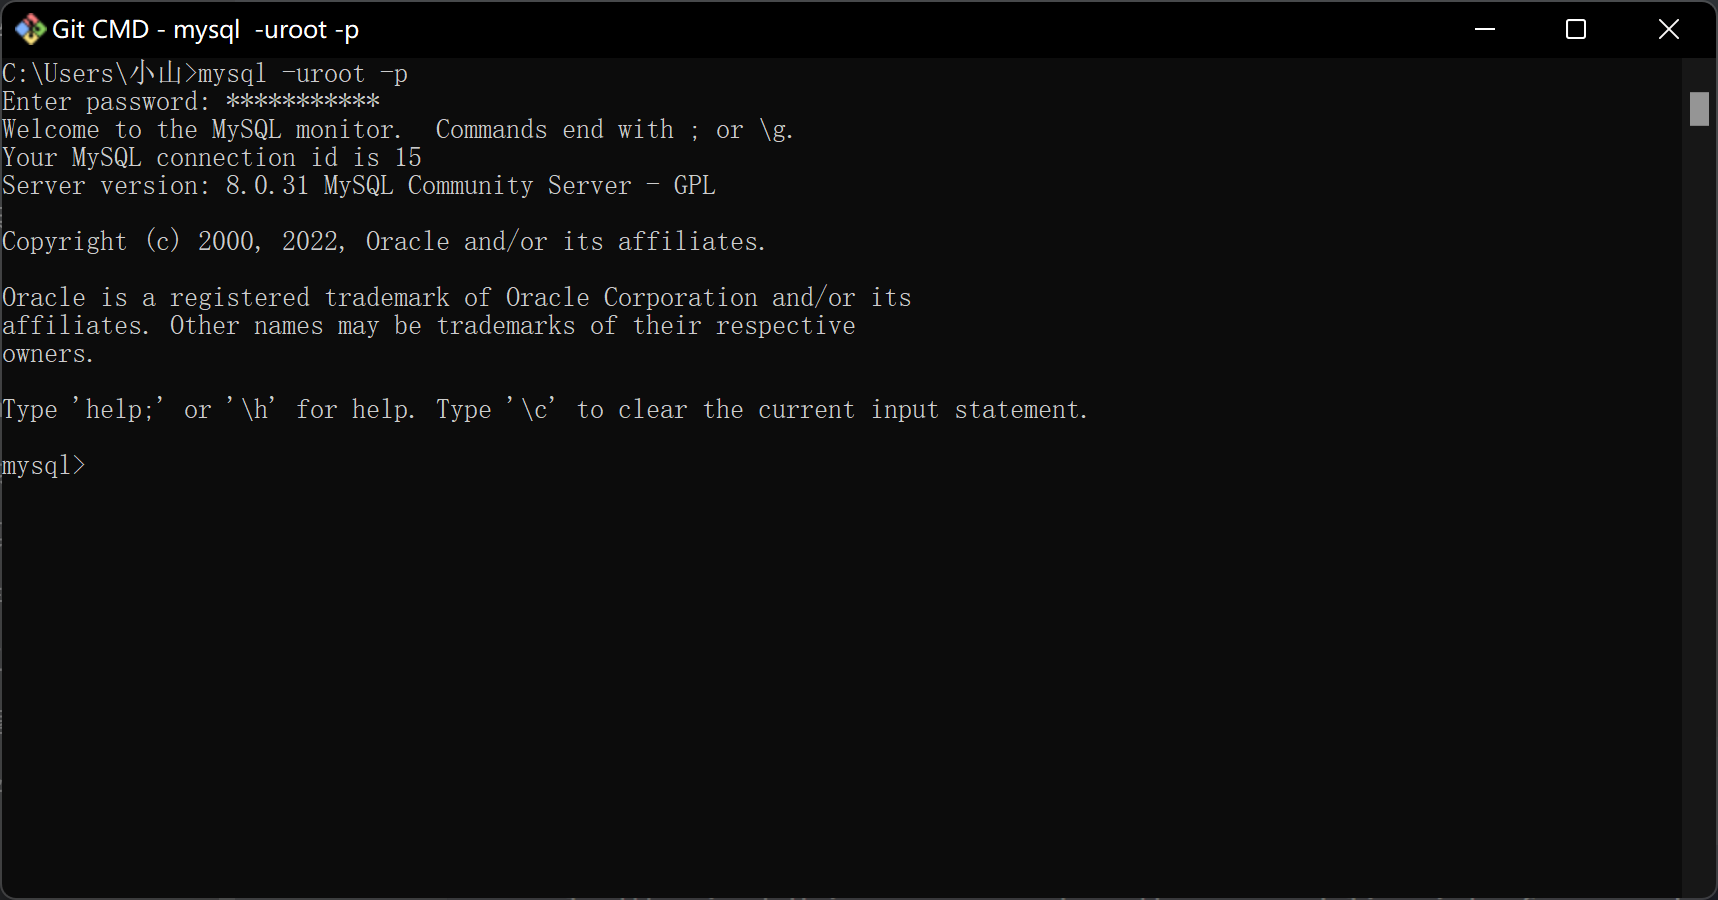 Git CMD - mysql  -uroot -p
C:\Users\小山>mysql -uroot -p
Enter password: ***********
Welcome to the MySQL monitor.  Commands end with ; or \g.
Your MySQL connection id is 15
Server version: 8.0.31 MySQL Community Server - GPL
Copyright (c) 2000, 2022, Oracle and/or its affiliates.
Oracle is a registered trademark of Oracle Corporation and/or its
affiliates. Other names may be trademarks of their respective
owners.
Type 'help;' or '\h' for help. Type '\c' to clear the current input statement.
mysql>